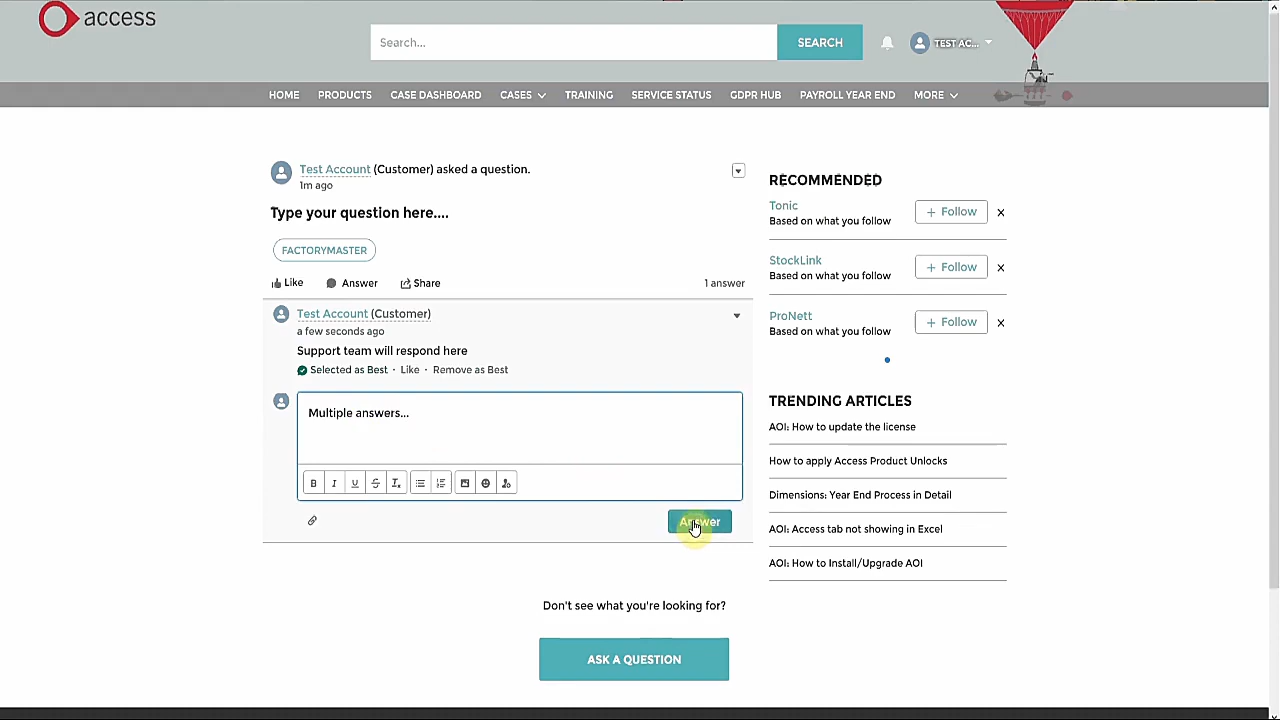 access
Search...
SEARCH
TEST AC...
HOME PRODUCTS CASE DASHBOARD CASES TRAINING SERVICE STATUS GDPR HUB PAYROLL YEAR END MORE
Test Account (Customer) asked a question.
1m ago
Type your question here....
FACTORYMASTER
Like Answer Share 1 answer
Test Account (Customer)
a few seconds ago
Support team will respond here
Selected as Best · Like · Remove as Best
Multiple answers...
B I U S Tx
Answer
RECOMMENDED
Tonic
Based on what you follow
+ Follow
StockLink
Based on what you follow
+ Follow
ProNett
Based on what you follow
+ Follow
TRENDING ARTICLES
AOI: How to update the license
How to apply Access Product Unlocks
Dimensions: Year End Process in Detail
AOI: Access tab not showing in Excel
AOI: How to Install/Upgrade AOI
Don't see what you're looking for?
ASK A QUESTION